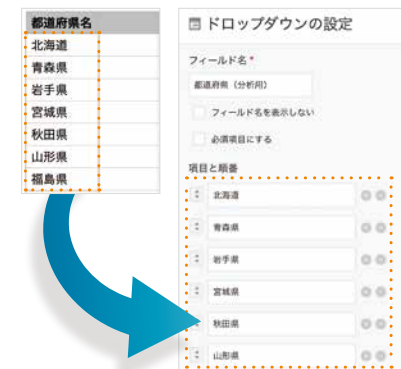 都道府県名
北海道
青森県
岩手県
宮城県
秋田県
山形県
福島県
ドロップダウンの設定
フィールド名*
都道府県（分析用）
フィールド名を表示しない
必須項目にする
項目と順番
北海道
青森県
岩手県
宮城県
秋田県
山形県